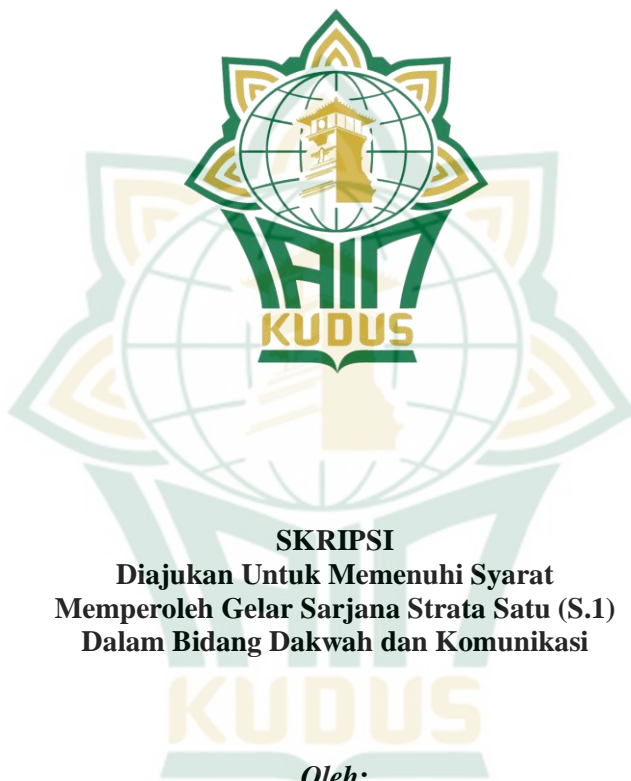 IAIN
KUDUS
SKRIPSI
Diajukan Untuk Memenuhi Syarat
Memperoleh Gelar Sarjana Strata Satu (S.1)
Dalam Bidang Dakwah dan Komunikasi
KUDUS
Oleh: